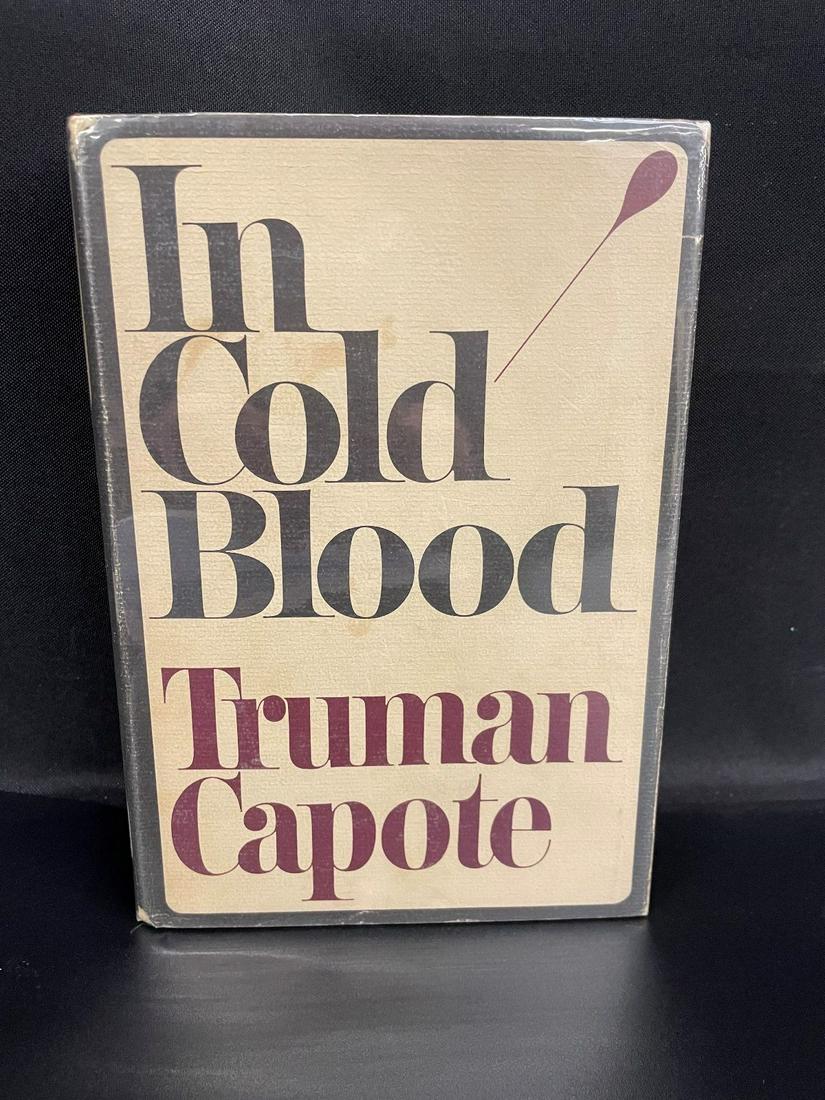 In
Cold
Blood
Truman
Capote